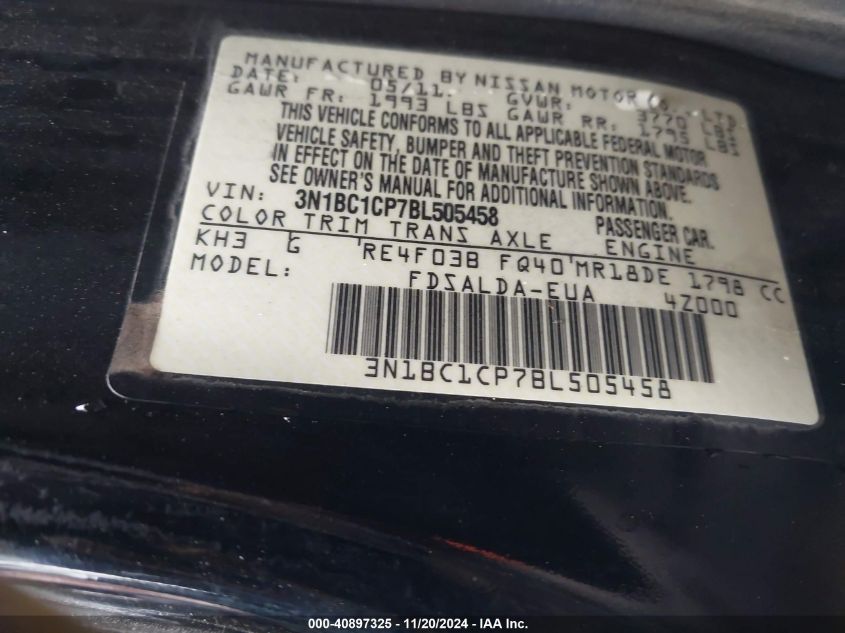 MANUFACTURED BY NISSAN MOTOR CO., LTD
DATE: 05/11 GVWR: 3770 LBS
GAWR FR: 1993 LBS GAWR RR: 1795 LBS
THIS VEHICLE CONFORMS TO ALL APPLICABLE FEDERAL MOTOR
VEHICLE SAFETY, BUMPER AND THEFT PREVENTION STANDARDS
IN EFFECT ON THE DATE OF MANUFACTURE SHOWN ABOVE.
SEE OWNER'S MANUAL FOR ADDITIONAL INFORMATION.
VIN: 3N1BC1CP7BL505458 PASSENGER CAR.
COLOR TRIM TRANS AXLE ENGINE
KH3 G RE4F03B FQ40 MR18DE 1798 CC
MODEL: FDSALDA-EUA 4Z000
3N1BC1CP7BL505458
000-40897325 | 11/20/2024 - IAA Inc.